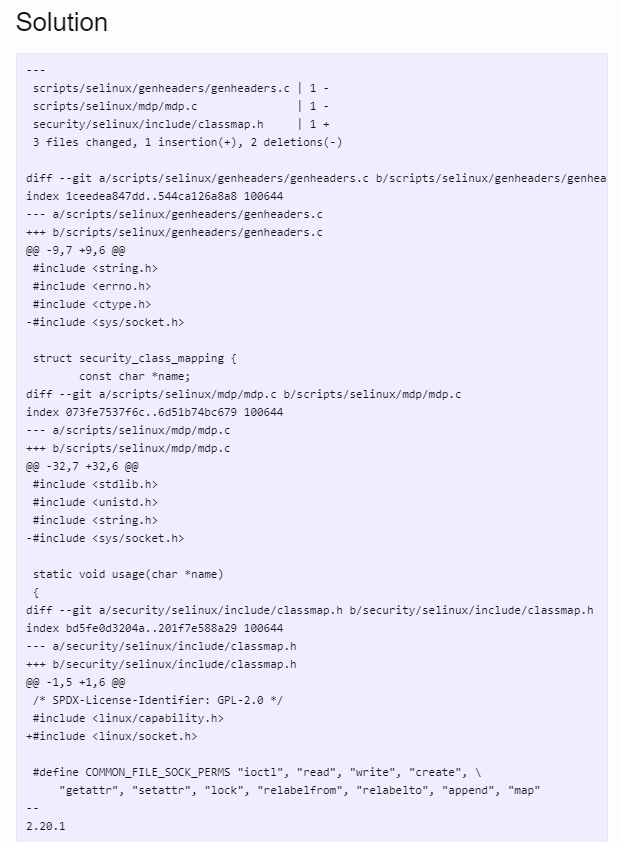 Solution
---
 scripts/selinux/genheaders/genheaders.c | 1 -
 scripts/selinux/mdp/mdp.c               | 1 -
 security/selinux/include/classmap.h     | 1 +
 3 files changed, 1 insertion(+), 2 deletions(-)

diff --git a/scripts/selinux/genheaders/genheaders.c b/scripts/selinux/genheaders/genhea
index 1ceedea847dd..544ca126a8a8 100644
--- a/scripts/selinux/genheaders/genheaders.c
+++ b/scripts/selinux/genheaders/genheaders.c
@@ -9,7 +9,6 @@
 #include <string.h>
 #include <errno.h>
 #include <ctype.h>
-#include <sys/socket.h>

 struct security_class_mapping {
        const char *name;
diff --git a/scripts/selinux/mdp/mdp.c b/scripts/selinux/mdp/mdp.c
index 073fe7537f6c..6d51b74bc679 100644
--- a/scripts/selinux/mdp/mdp.c
+++ b/scripts/selinux/mdp/mdp.c
@@ -32,7 +32,6 @@
 #include <stdlib.h>
 #include <unistd.h>
 #include <string.h>
-#include <sys/socket.h>

 static void usage(char *name)
 {
diff --git a/security/selinux/include/classmap.h b/security/selinux/include/classmap.h
index bd5fe0d3204a..201f7e588a29 100644
--- a/security/selinux/include/classmap.h
+++ b/security/selinux/include/classmap.h
@@ -1,5 +1,6 @@
 /* SPDX-License-Identifier: GPL-2.0 */
 #include <linux/capability.h>
+#include <linux/socket.h>

 #define COMMON_FILE_SOCK_PERMS "ioctl", "read", "write", "create", \
     "getattr", "setattr", "lock", "relabelfrom", "relabelto", "append", "map"
--
2.20.1